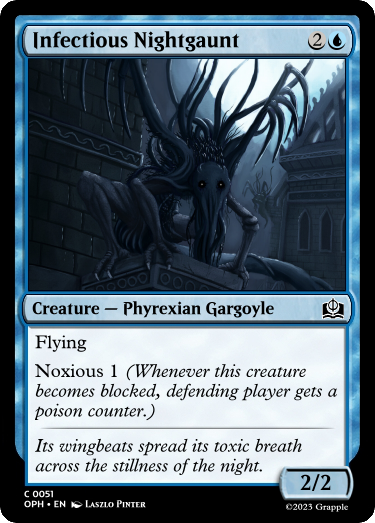 Infectious Nightgaunt 2
Creature — Phyrexian Gargoyle
Flying
Noxious 1 (Whenever this creature
becomes blocked, defending player gets a
poison counter.)
Its wingbeats spread its toxic breath
across the stillness of the night.
2/2
C 0051
OPH • EN Laszlo Pinter
©2023 Grapple